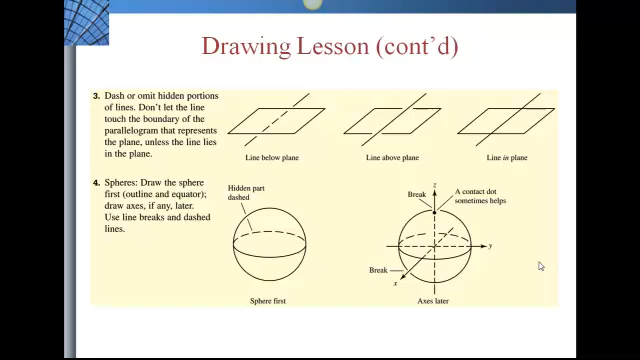 Drawing Lesson (cont'd)
3. Dash or omit hidden portions
of lines. Don't let the line
touch the boundary of the
parallelogram that represents
the plane, unless the line lies
in the plane.
Line below plane
Line above plane
Line in plane
4. Spheres: Draw the sphere
first (outline and equator);
draw axes, if any, later.
Use line breaks and dashed
lines.
Hidden part
dashed
Sphere first
z
Break
A contact dot
sometimes helps
y
Break
x
Axes later